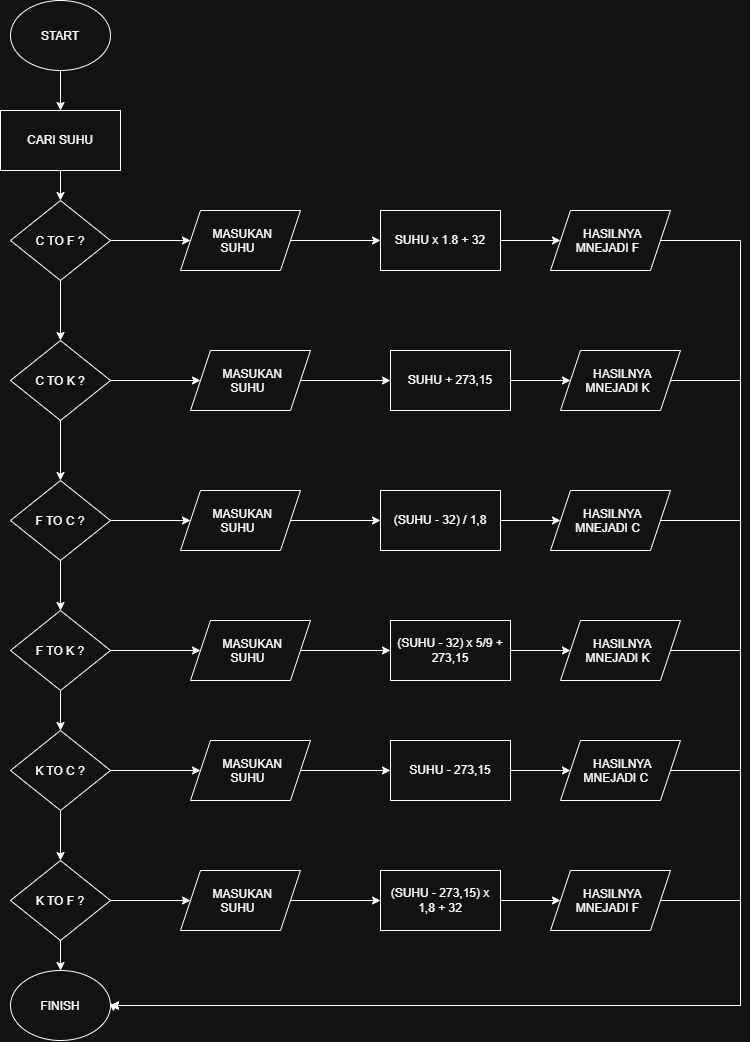 START
CARI SUHU
C TO F ?
MASUKAN
SUHU
SUHU x 1.8 + 32
HASILNYA
MNEJADI F
C TO K ?
MASUKAN
SUHU
SUHU + 273,15
HASILNYA
MNEJADI K
F TO C ?
MASUKAN
SUHU
(SUHU - 32) / 1,8
HASILNYA
MNEJADI C
F TO K ?
MASUKAN
SUHU
(SUHU - 32) x 5/9 +
273,15
HASILNYA
MNEJADI K
K TO C ?
MASUKAN
SUHU
SUHU - 273,15
HASILNYA
MNEJADI C
K TO F ?
MASUKAN
SUHU
(SUHU - 273,15) x
1,8 + 32
HASILNYA
MNEJADI F
FINISH